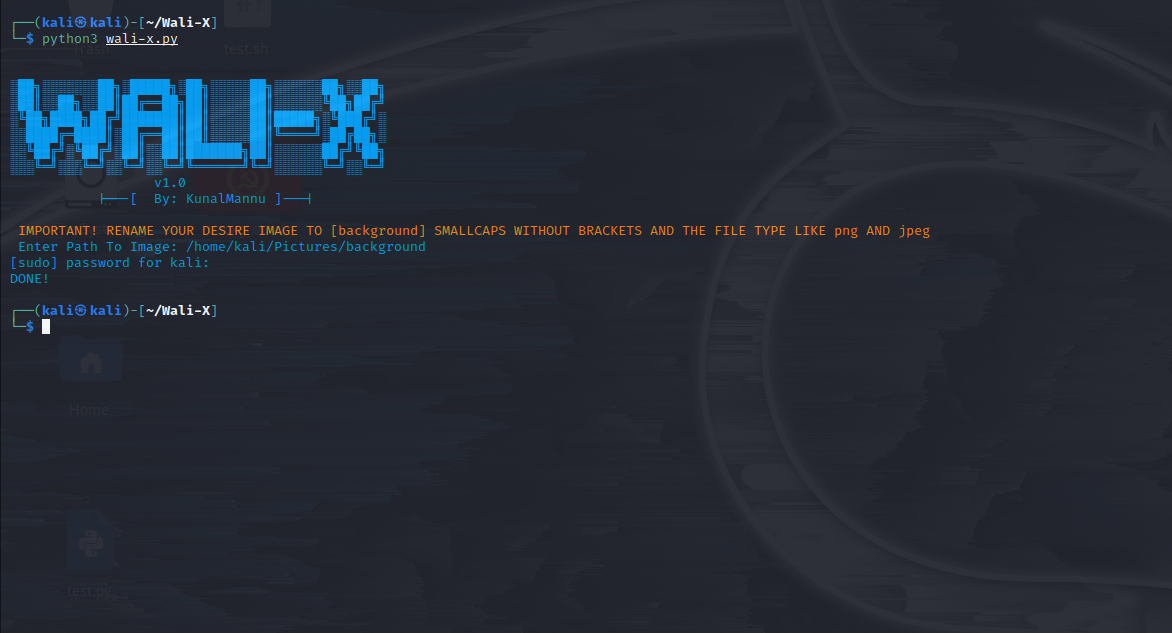 ┌──(kali㉿kali)-[~/Wali-X]
└─$ python3 wali-x.py
Trash
test.sh
WALI-X
v1.0
├───[  By: KunalMannu ]───┤
IMPORTANT! RENAME YOUR DESIRE IMAGE TO [background] SMALLCAPS WITHOUT BRACKETS AND THE FILE TYPE LIKE png AND jpeg
Enter Path To Image: /home/kali/Pictures/background
[sudo] password for kali:
DONE!
┌──(kali㉿kali)-[~/Wali-X]
└─$
Home
test.py